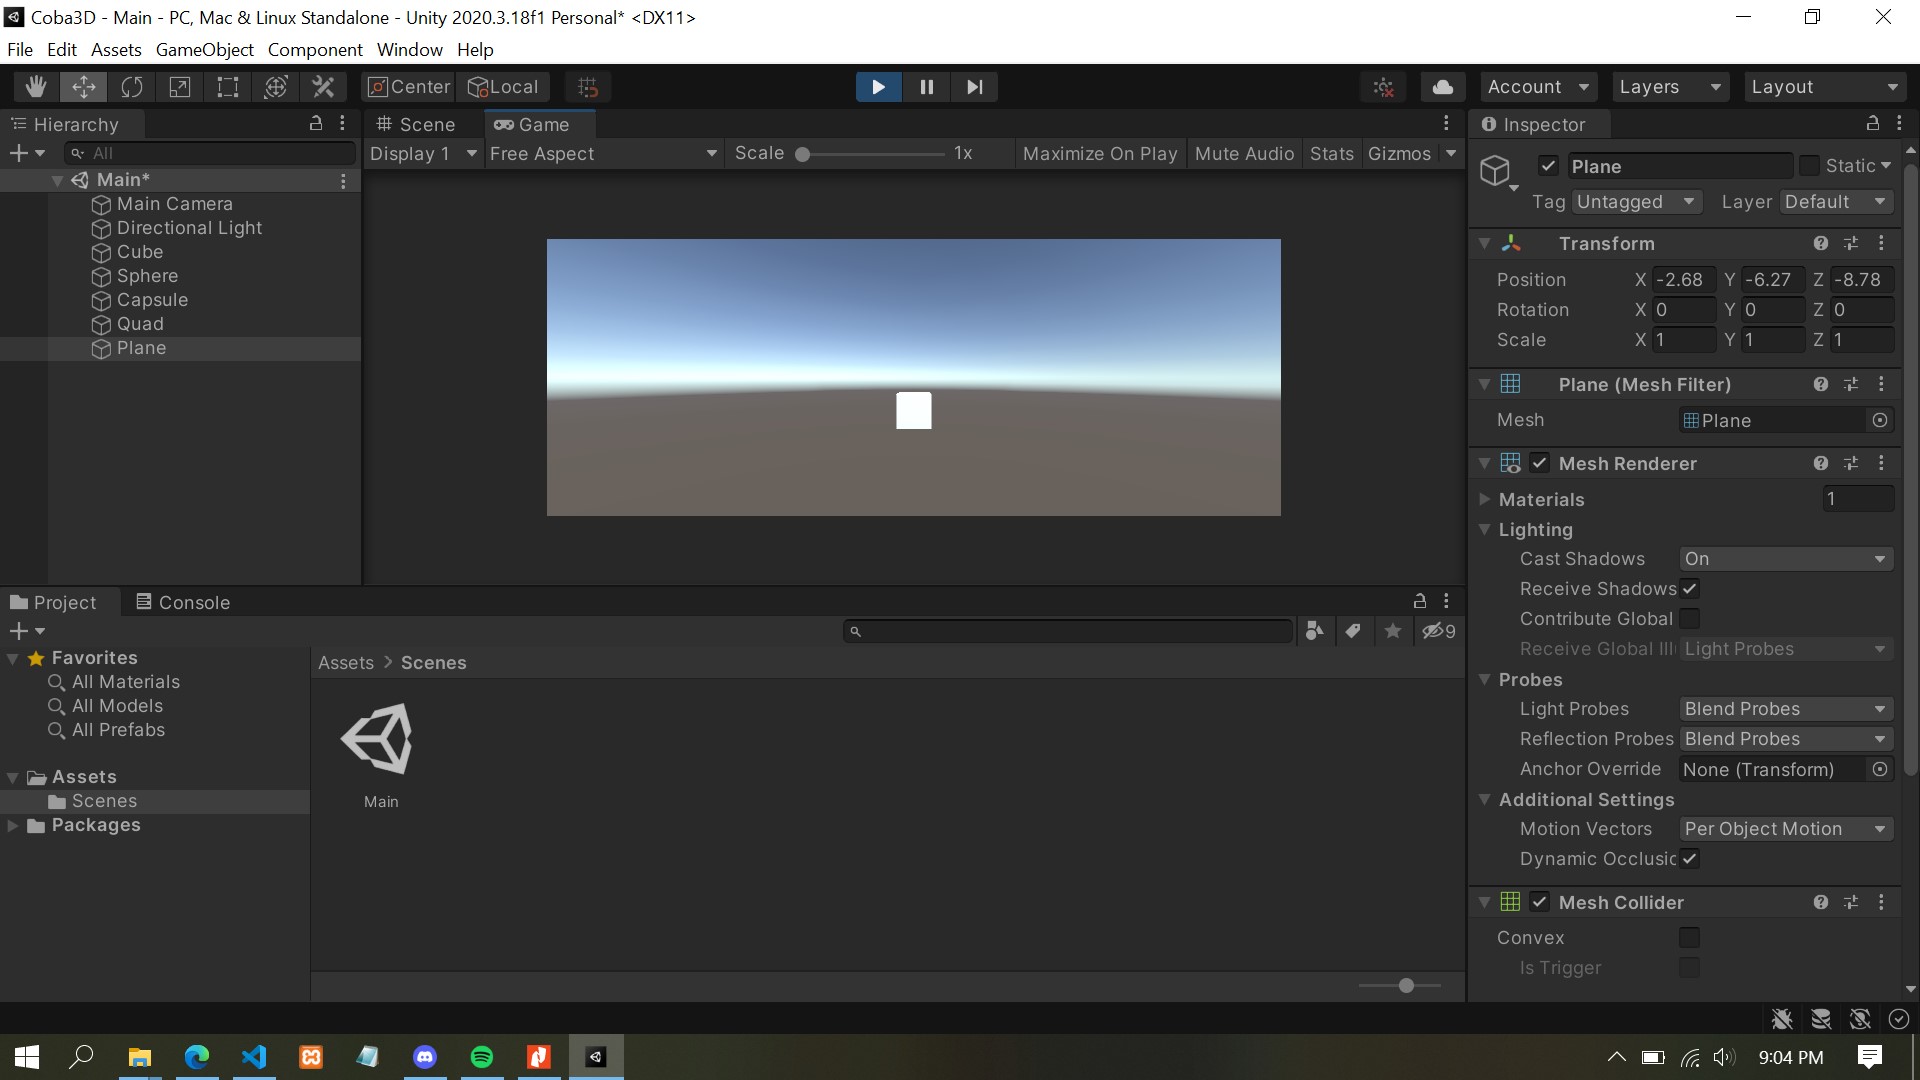 Coba3D - Main - PC, Mac & Linux Standalone - Unity 2020.3.18f1 Personal* <DX11>
File Edit Assets GameObject Component Window Help
Center Local Account Layers Layout
Hierarchy
All
Main*
Main Camera
Directional Light
Cube
Sphere
Capsule
Quad
Plane
Scene Game
Display 1 Free Aspect Scale 1x Maximize On Play Mute Audio Stats Gizmos
Inspector
Plane Static
Tag Untagged Layer Default
Transform
Position X -2.68 Y -6.27 Z -8.78
Rotation X 0 Y 0 Z 0
Scale X 1 Y 1 Z 1
Plane (Mesh Filter)
Mesh Plane
Mesh Renderer
Materials 1
Lighting
Cast Shadows On
Receive Shadows
Contribute Global
Receive Global Ill Light Probes
Probes
Light Probes Blend Probes
Reflection Probes Blend Probes
Anchor Override None (Transform)
Additional Settings
Motion Vectors Per Object Motion
Dynamic Occlusic
Mesh Collider
Convex
Is Trigger
Project Console
9
Favorites
All Materials
All Models
All Prefabs
Assets
Scenes
Packages
Assets > Scenes
Main
9:04 PM